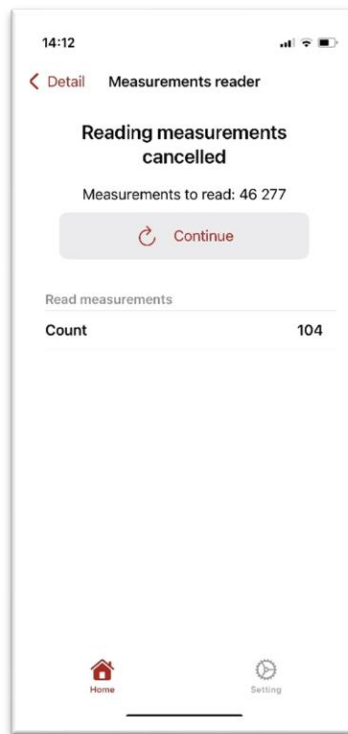 14:12
Detail Measurements reader
Reading measurements
cancelled
Measurements to read: 46 277
Continue
Read measurements
Count 104
Home Setting